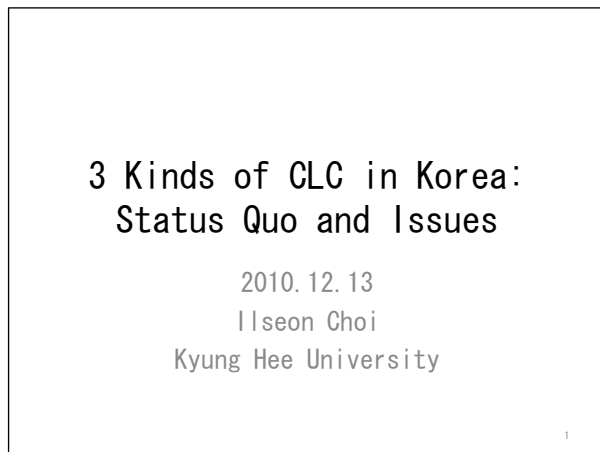 3 Kinds of CLC in Korea:
Status Quo and Issues
2010.12.13
Ilseon Choi
Kyung Hee University
1